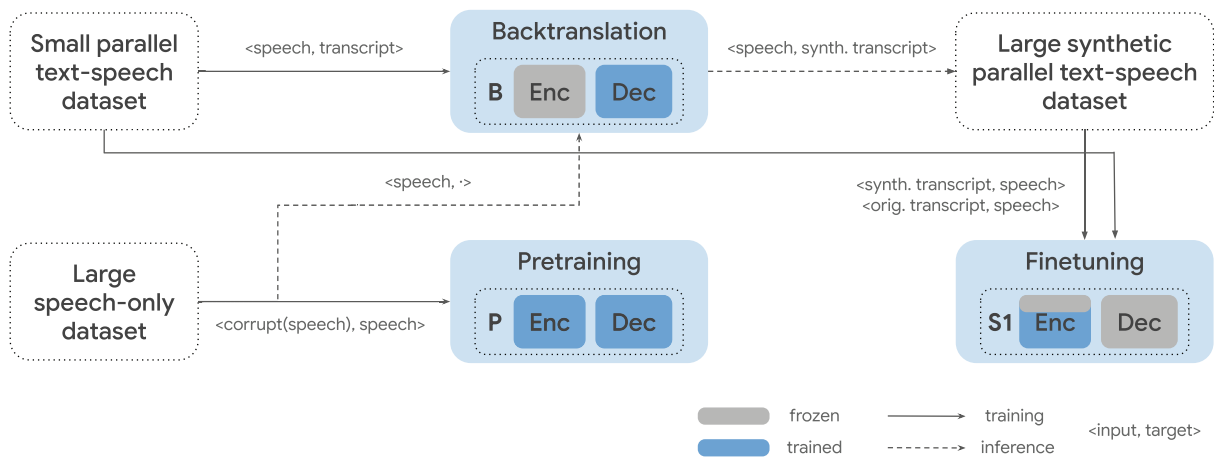 Small parallel
text-speech
dataset
<speech, transcript>
Backtranslation
B Enc Dec
<speech, synth. transcript>
Large synthetic
parallel text-speech
dataset
<speech, ·>
<synth. transcript, speech>
<orig. transcript, speech>
Large
speech-only
dataset
<corrupt(speech), speech>
Pretraining
P Enc Dec
Finetuning
S1 Enc Dec
frozen
training
trained
inference
<input, target>